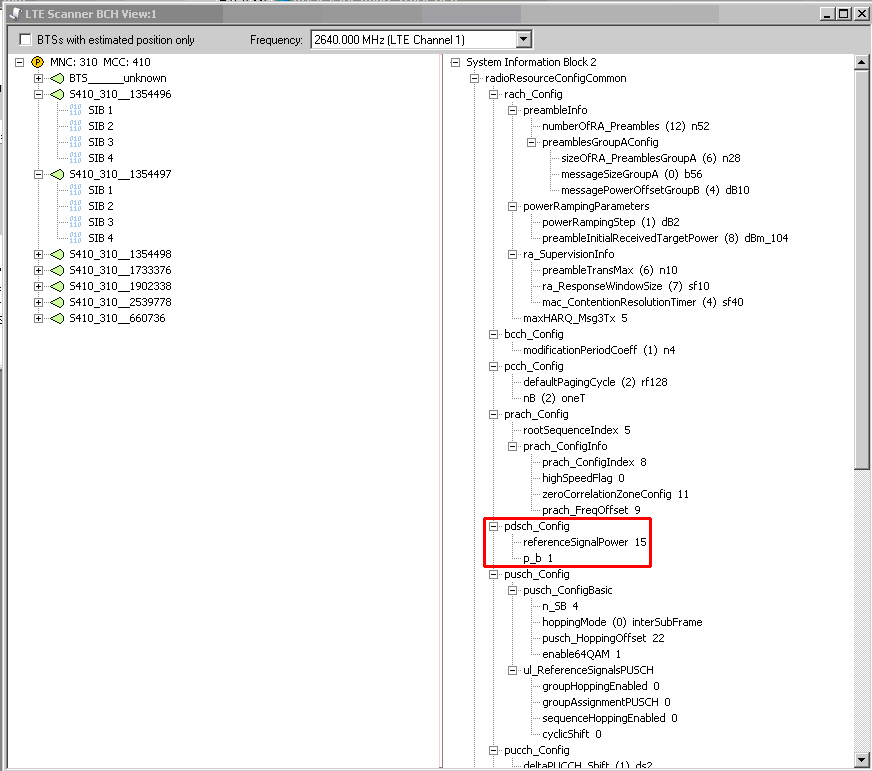 LTE Scanner BCH View:1
BTSs with estimated position only
Frequency:
2640.000 MHz (LTE Channel 1)
MNC: 310 MCC: 410
BTS______unknown
S410_310__1354496
SIB 1
SIB 2
SIB 3
SIB 4
S410_310__1354497
SIB 1
SIB 2
SIB 3
SIB 4
S410_310__1354498
S410_310__1733376
S410_310__1902338
S410_310__2539778
S410_310__660736
System Information Block 2
radioResourceConfigCommon
rach_Config
preambleInfo
numberOfRA_Preambles (12) n52
preamblesGroupAConfig
sizeOfRA_PreamblesGroupA (6) n28
messageSizeGroupA (0) b56
messagePowerOffsetGroupB (4) dB10
powerRampingParameters
powerRampingStep (1) dB2
preambleInitialReceivedTargetPower (8) dBm_104
ra_SupervisionInfo
preambleTransMax (6) n10
ra_ResponseWindowSize (7) sf10
mac_ContentionResolutionTimer (4) sf40
maxHARQ_Msg3Tx 5
bcch_Config
modificationPeriodCoeff (1) n4
pcch_Config
defaultPagingCycle (2) rf128
nB (2) oneT
prach_Config
rootSequenceIndex 5
prach_ConfigInfo
prach_ConfigIndex 8
highSpeedFlag 0
zeroCorrelationZoneConfig 11
prach_FreqOffset 9
pdsch_Config
referenceSignalPower 15
p_b 1
pusch_Config
pusch_ConfigBasic
n_SB 4
hoppingMode (0) interSubFrame
pusch_HoppingOffset 22
enable64QAM 1
ul_ReferenceSignalsPUSCH
groupHoppingEnabled 0
groupAssignmentPUSCH 0
sequenceHoppingEnabled 0
cyclicShift 0
pucch_Config
deltaPUCCH_Shift (1) ds2